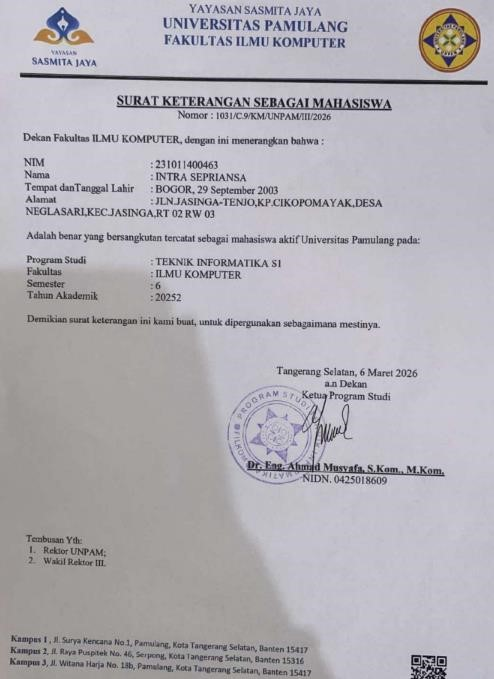 YAYASAN SASMITA JAYA
UNIVERSITAS PAMULANG
FAKULTAS ILMU KOMPUTER
YAYASAN
SASMITA JAYA
SURAT KETERANGAN SEBAGAI MAHASISWA
Nomor : 1031/C.9/KM/UNPAM/III/2026
Dekan Fakultas ILMU KOMPUTER, dengan ini menerangkan bahwa :
NIM : 231011400463
Nama : INTRA SEPRIANSA
Tempat danTanggal Lahir : BOGOR, 29 September 2003
Alamat : JLN.JASINGA-TENJO,KP.CIKOPOMAYAK,DESA
NEGLASARI,KEC.JASINGA,RT 02 RW 03
Adalah benar yang bersangkutan tercatat sebagai mahasiswa aktif Universitas Pamulang pada:
Program Studi : TEKNIK INFORMATIKA S1
Fakultas : ILMU KOMPUTER
Semester : 6
Tahun Akademik : 20252
Demikian surat keterangan ini kami buat, untuk dipergunakan sebagaimana mestinya.
Tangerang Selatan, 6 Maret 2026
a.n Dekan
Ketua Program Studi
PROGRAM STUDI
Dr. Eng. Ahmad Musyafa, S.Kom., M.Kom.
NIDN. 0425018609
Tembusan Yth:
1. Rektor UNPAM;
2. Wakil Rektor III.
Kampus 1 , Jl. Surya Kencana No.1, Pamulang, Kota Tangerang Selatan, Banten 15417
Kampus 2, Jl. Raya Puspitek No. 46, Serpong, Kota Tangerang Selatan, Banten 15316
Kampus 3, Jl. Witana Harja No. 18b, Pamulang, Kota Tangerang Selatan, Banten 15417